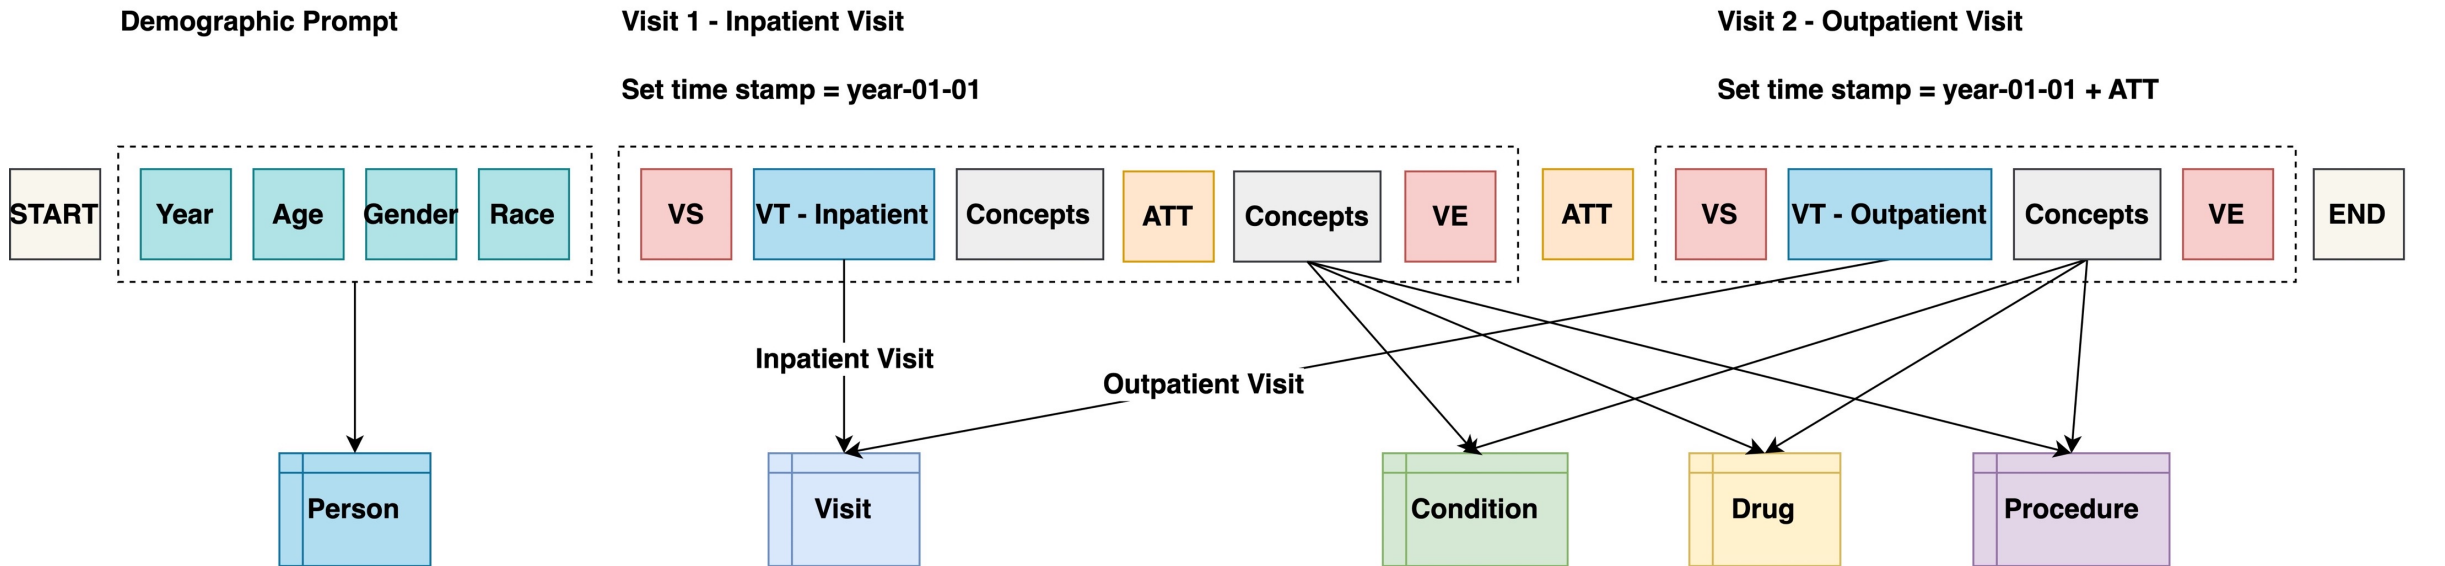 Demographic Prompt
Visit 1 - Inpatient Visit
Visit 2 - Outpatient Visit
Set time stamp = year-01-01
Set time stamp = year-01-01 + ATT
START
Year
Age
Gender
Race
VS
VT - Inpatient
Concepts
ATT
Concepts
VE
ATT
VS
VT - Outpatient
Concepts
VE
END
Inpatient Visit
Outpatient Visit
Person
Visit
Condition
Drug
Procedure